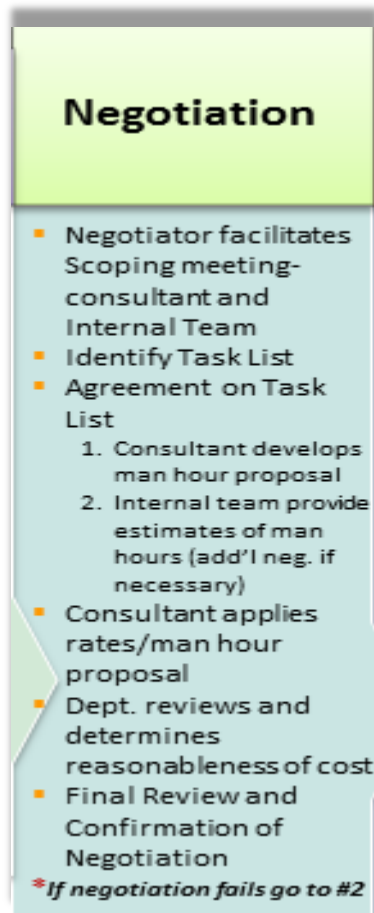 Negotiation
▪ Negotiator facilitates
Scoping meeting-
consultant and
Internal Team
▪ Identify Task List
▪ Agreement on Task
List
1. Consultant develops
man hour proposal
2. Internal team provide
estimates of man
hours (add'l neg. if
necessary)
▪ Consultant applies
rates/man hour
proposal
▪ Dept. reviews and
determines
reasonableness of cost
▪ Final Review and
Confirmation of
Negotiation
*If negotiation fails go to #2